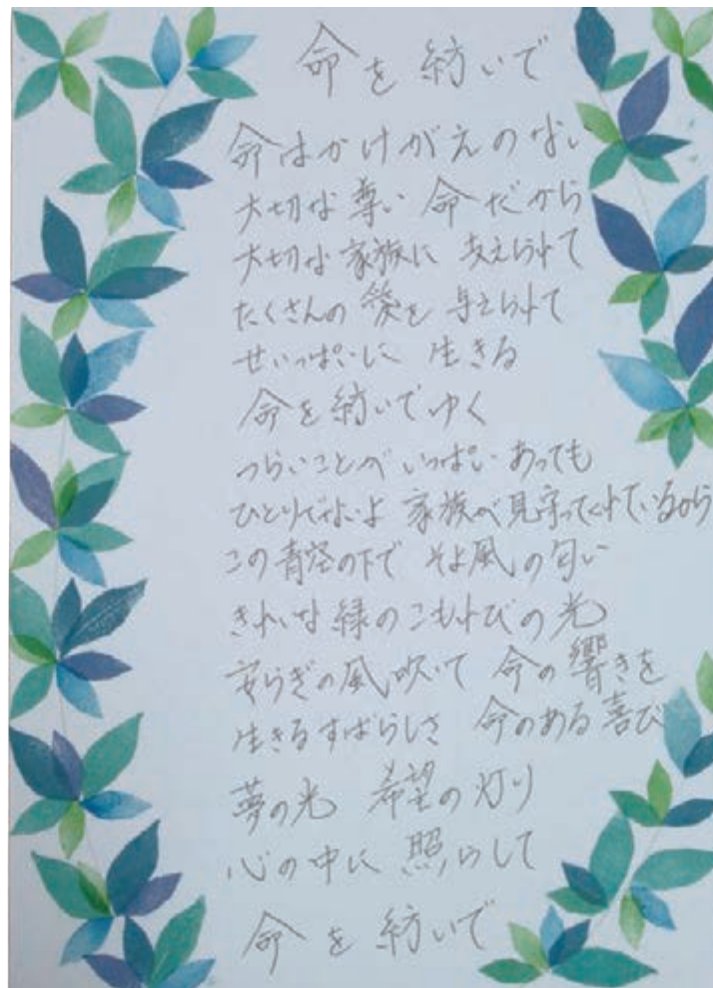 命を紡いで
命はかけがえのない
大切な尊い命だから
大切な家族に 支えられて
たくさんの愛を 与えられて
せいっぱいに 生きる
命を紡いでゆく
つらいことが いっぱい あっても
ひとりでないよ 家族が見守ってくれているから
この青空の下で そよ風の匂い
きれいな緑のこもれびの光
安らぎの風吹いて 命の響きを
生きるすばらしさ 命のある喜び
夢の光 希望の灯り
心の中に 照らして
命を紡いで